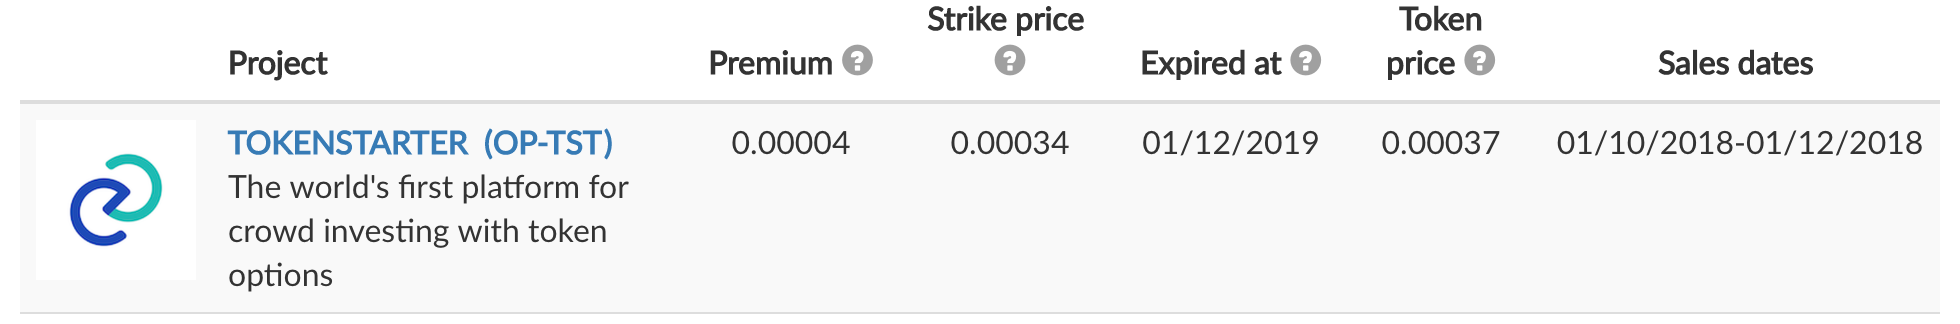 Project Premium ? Strike price ? Expired at ? Token price ? Sales dates
TOKENSTARTER (OP-TST) 0.00004 0.00034 01/12/2019 0.00037 01/10/2018-01/12/2018
The world's first platform for
crowd investing with token
options